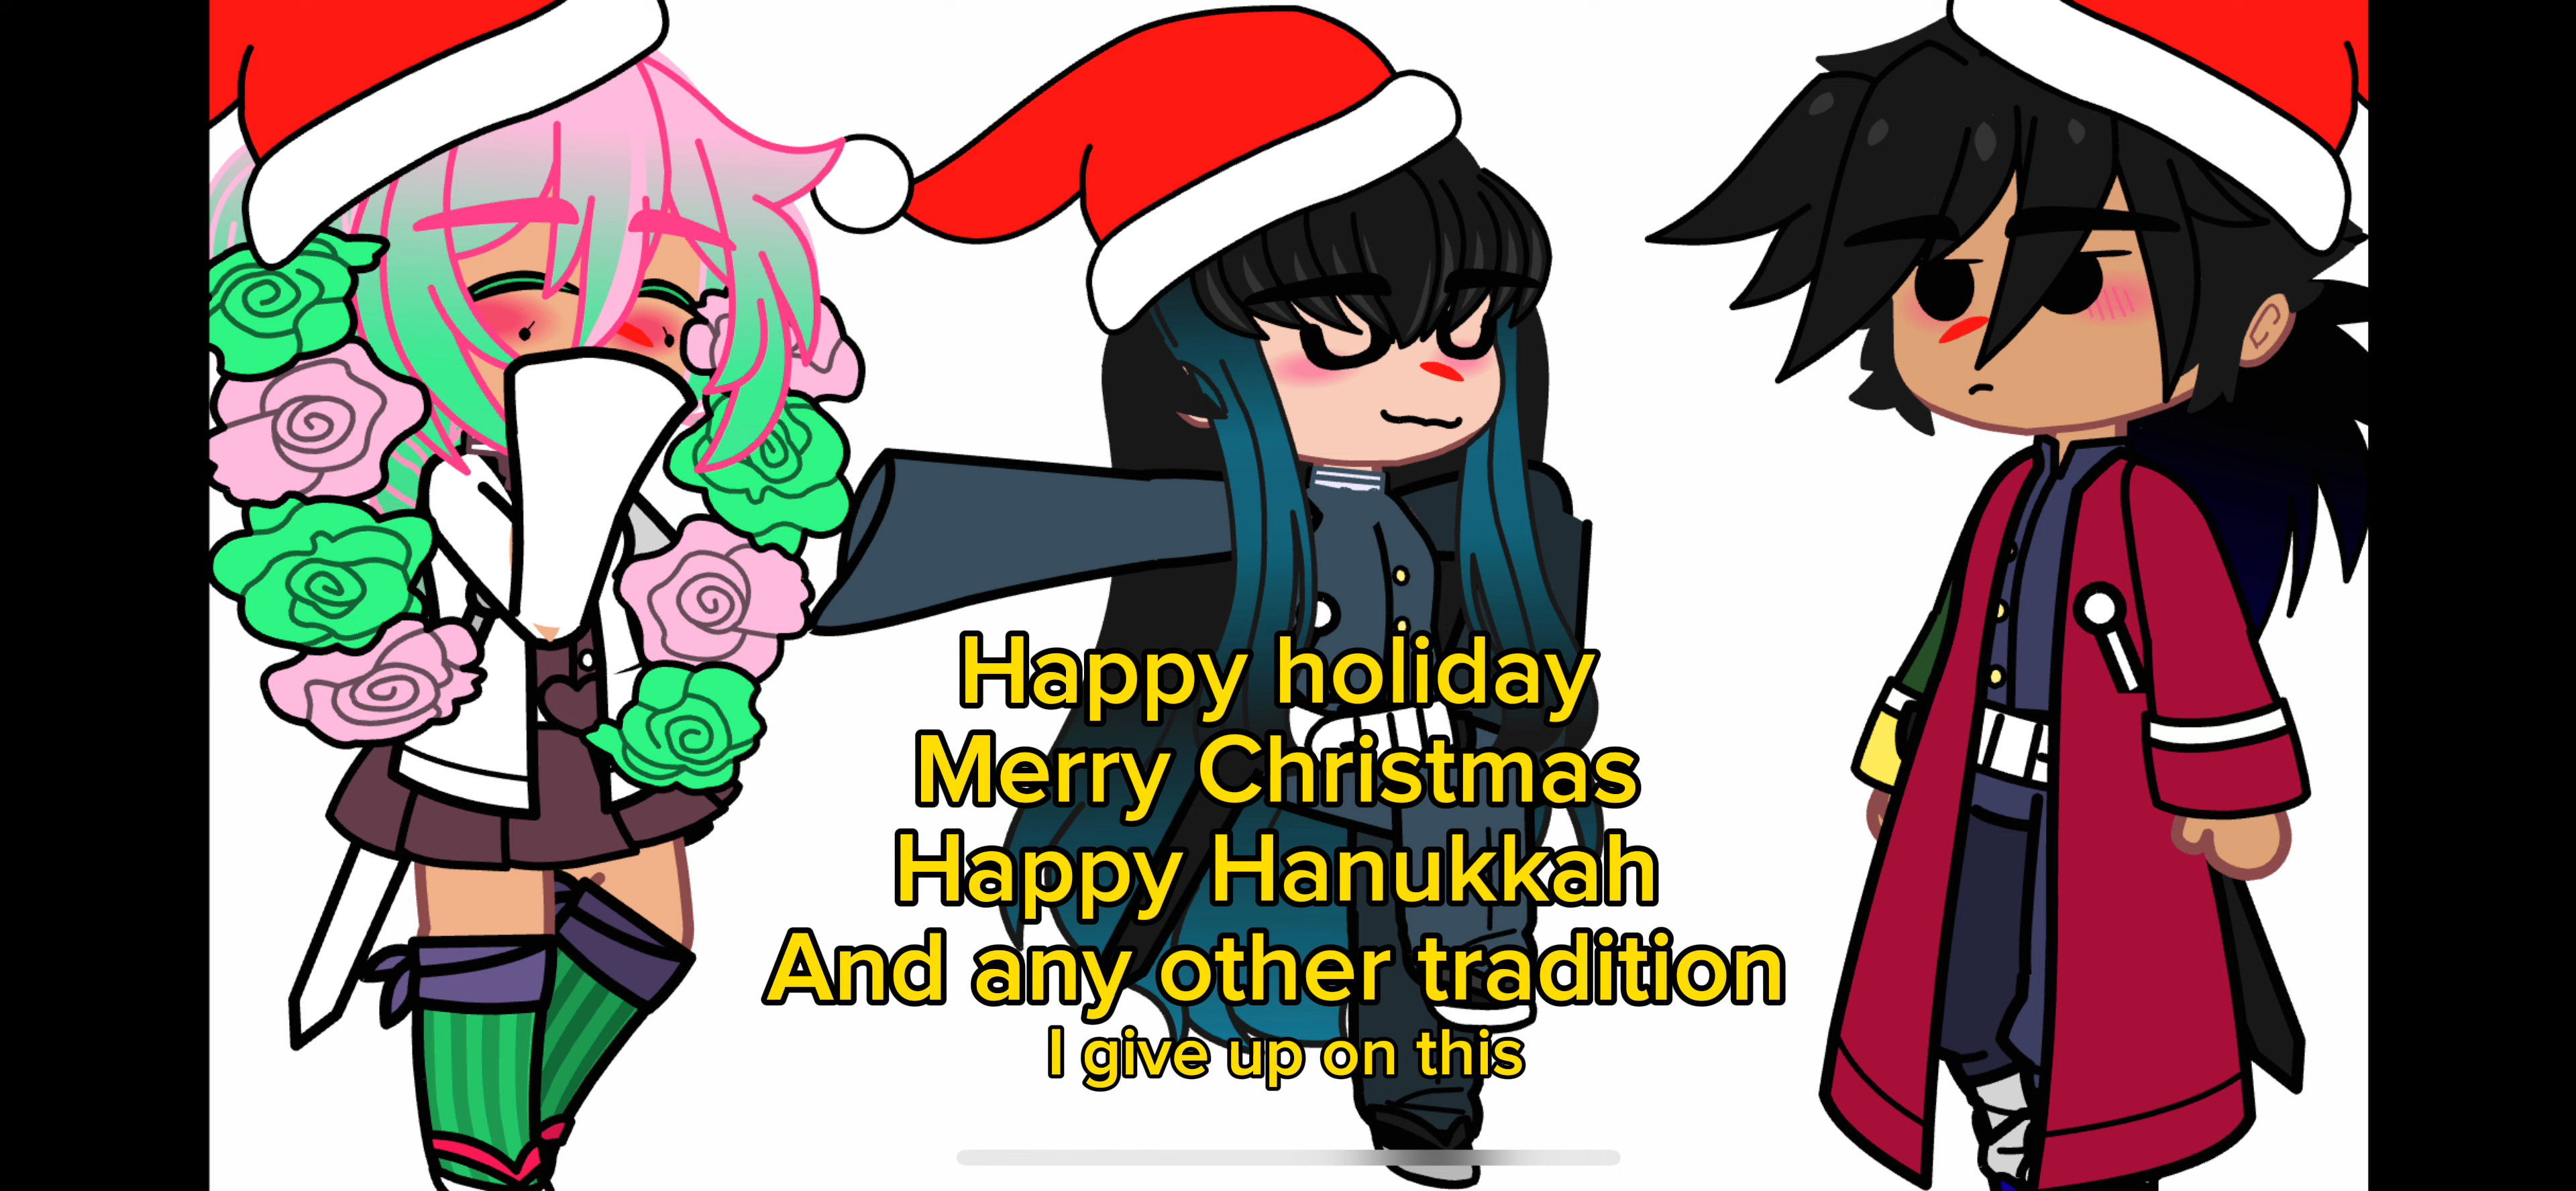 Happy holiday
Merry Christmas
Happy Hanukkah
And any other tradition
I give up on this